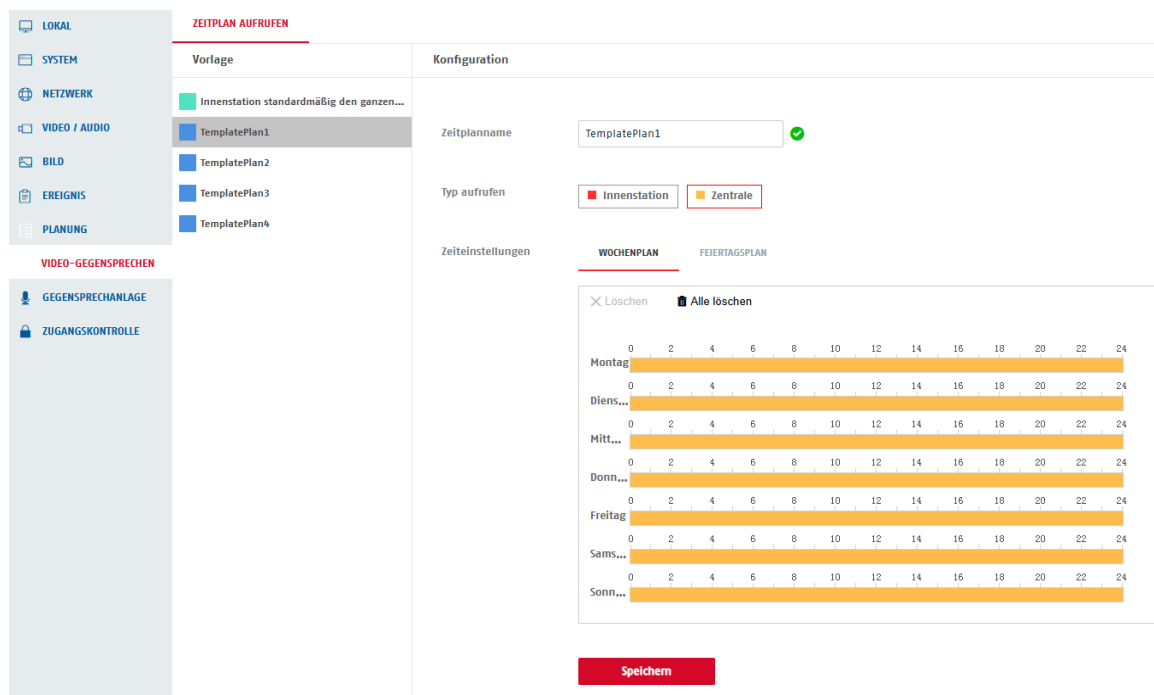 LOKAL
SYSTEM
NETZWERK
VIDEO / AUDIO
BILD
EREIGNIS
PLANUNG
VIDEO-GEGENSPRECHEN
GEGENSPRECHANLAGE
ZUGANGSKONTROLLE
ZEITPLAN AUFRUFEN
Vorlage
Innenstation standardmäßig den ganzen...
TemplatePlan1
TemplatePlan2
TemplatePlan3
TemplatePlan4
Konfiguration
Zeitplanname TemplatePlan1
Typ aufrufen Innenstation Zentrale
Zeiteinstellungen WOCHENPLAN FEIERTAGSPLAN
Löschen Alle löschen
0 2 4 6 8 10 12 14 16 18 20 22 24
Montag
0 2 4 6 8 10 12 14 16 18 20 22 24
Diens...
0 2 4 6 8 10 12 14 16 18 20 22 24
Mitt...
0 2 4 6 8 10 12 14 16 18 20 22 24
Donn...
0 2 4 6 8 10 12 14 16 18 20 22 24
Freitag
0 2 4 6 8 10 12 14 16 18 20 22 24
Sams...
0 2 4 6 8 10 12 14 16 18 20 22 24
Sonn...
Speichern